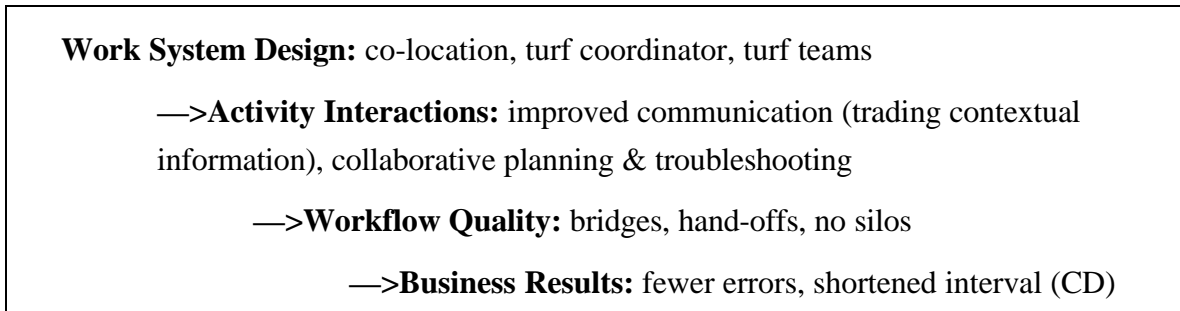 Work System Design: co-location, turf coordinator, turf teams
—>Activity Interactions: improved communication (trading contextual
information), collaborative planning & troubleshooting
—>Workflow Quality: bridges, hand-offs, no silos
—>Business Results: fewer errors, shortened interval (CD)